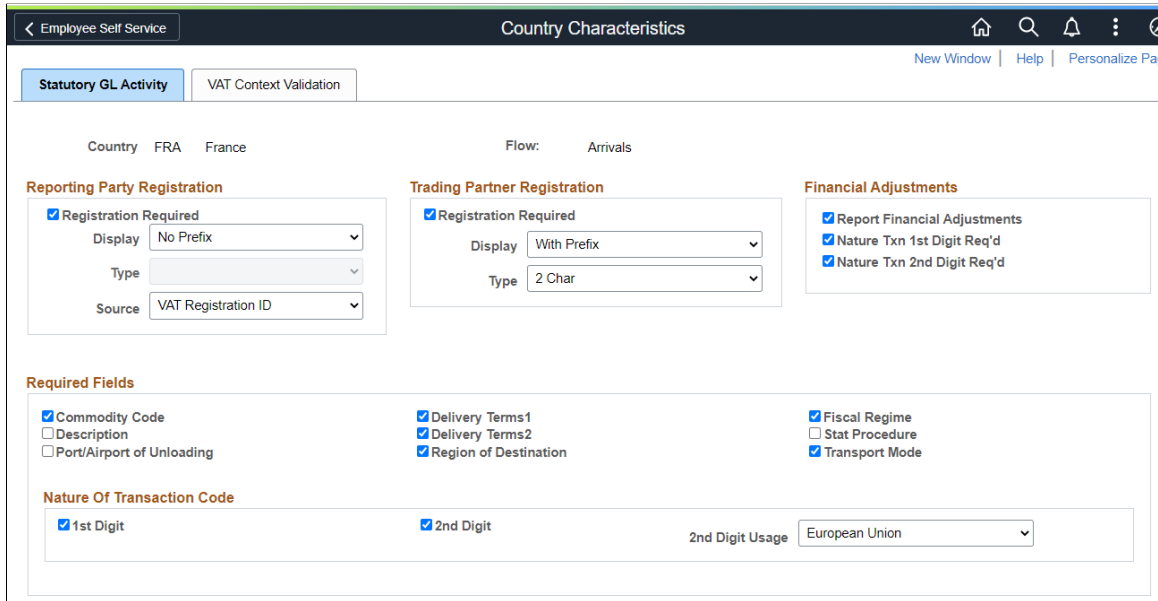 Employee Self Service
Country Characteristics
New Window | Help | Personalize Pa
Statutory GL Activity
VAT Context Validation
Country FRA France
Flow: Arrivals
Reporting Party Registration
Registration Required
Display No Prefix
Type
Source VAT Registration ID
Trading Partner Registration
Registration Required
Display With Prefix
Type 2 Char
Financial Adjustments
Report Financial Adjustments
Nature Txn 1st Digit Req'd
Nature Txn 2nd Digit Req'd
Required Fields
Commodity Code
Description
Port/Airport of Unloading
Delivery Terms1
Delivery Terms2
Region of Destination
Fiscal Regime
Stat Procedure
Transport Mode
Nature Of Transaction Code
1st Digit
2nd Digit
2nd Digit Usage European Union